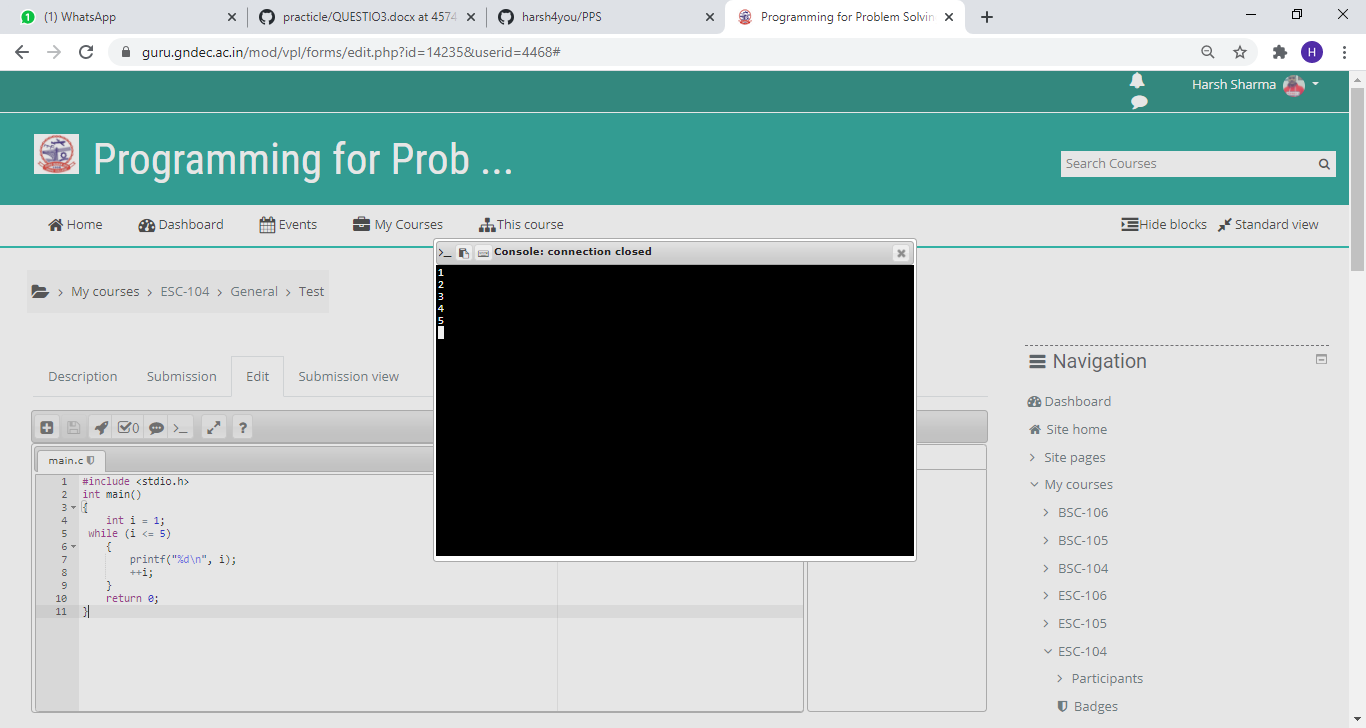 (1) WhatsApp
practicle/QUESTIO3.docx at 4574
harsh4you/PPS
Programming for Problem Solvin
guru.gndec.ac.in/mod/vpl/forms/edit.php?id=14235&userid=4468#
H
Harsh Sharma
Programming for Prob ...
Search Courses
Home
Dashboard
Events
My Courses
This course
Hide blocks
Standard view
>_ Console: connection closed
1
2
3
4
5
> My courses > ESC-104 > General > Test
Description
Submission
Edit
Submission view
0
>_
?
main.c
1 #include <stdio.h>
2 int main()
3 {
4 int i = 1;
5 while (i <= 5)
6 {
7 printf("%d\n", i);
8 ++i;
9 }
10 return 0;
11 }
Navigation
Dashboard
Site home
Site pages
My courses
BSC-106
BSC-105
BSC-104
ESC-106
ESC-105
ESC-104
Participants
Badges